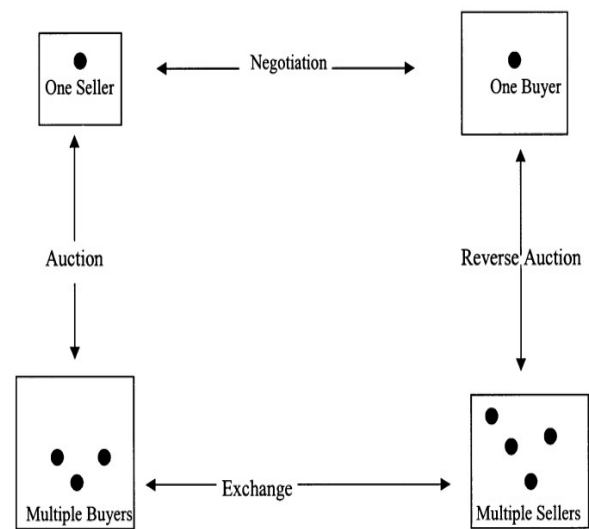 Negotiation
One Seller
One Buyer
Auction
Reverse Auction
Exchange
Multiple Buyers
Multiple Sellers